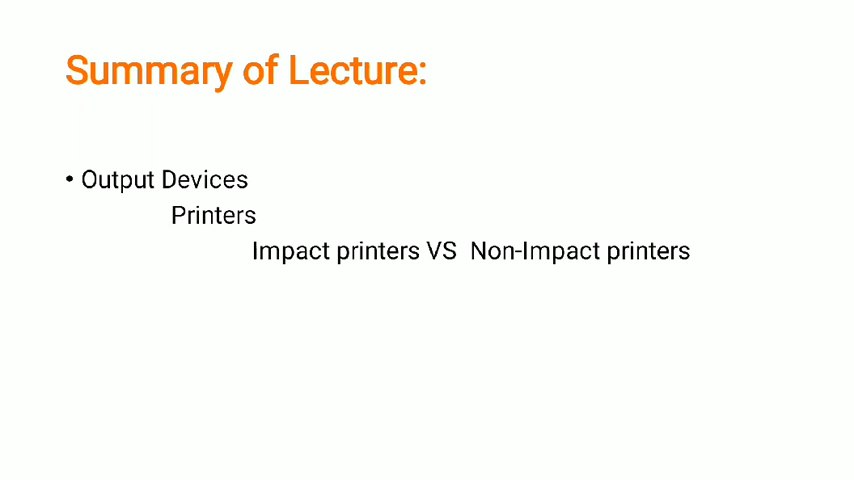 Summary of Lecture:
• Output Devices
Printers
Impact printers VS Non-Impact printers